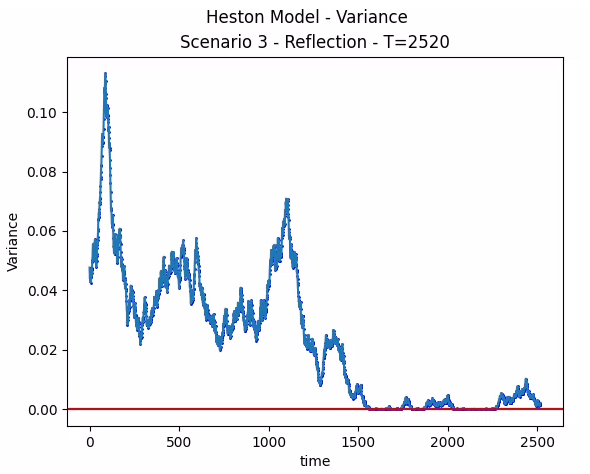 Heston Model - Variance
Scenario 3 - Reflection - T=2520
0.10
0.08
0.06
0.04
0.02
0.00
Variance
0 500 1000 1500 2000 2500
time